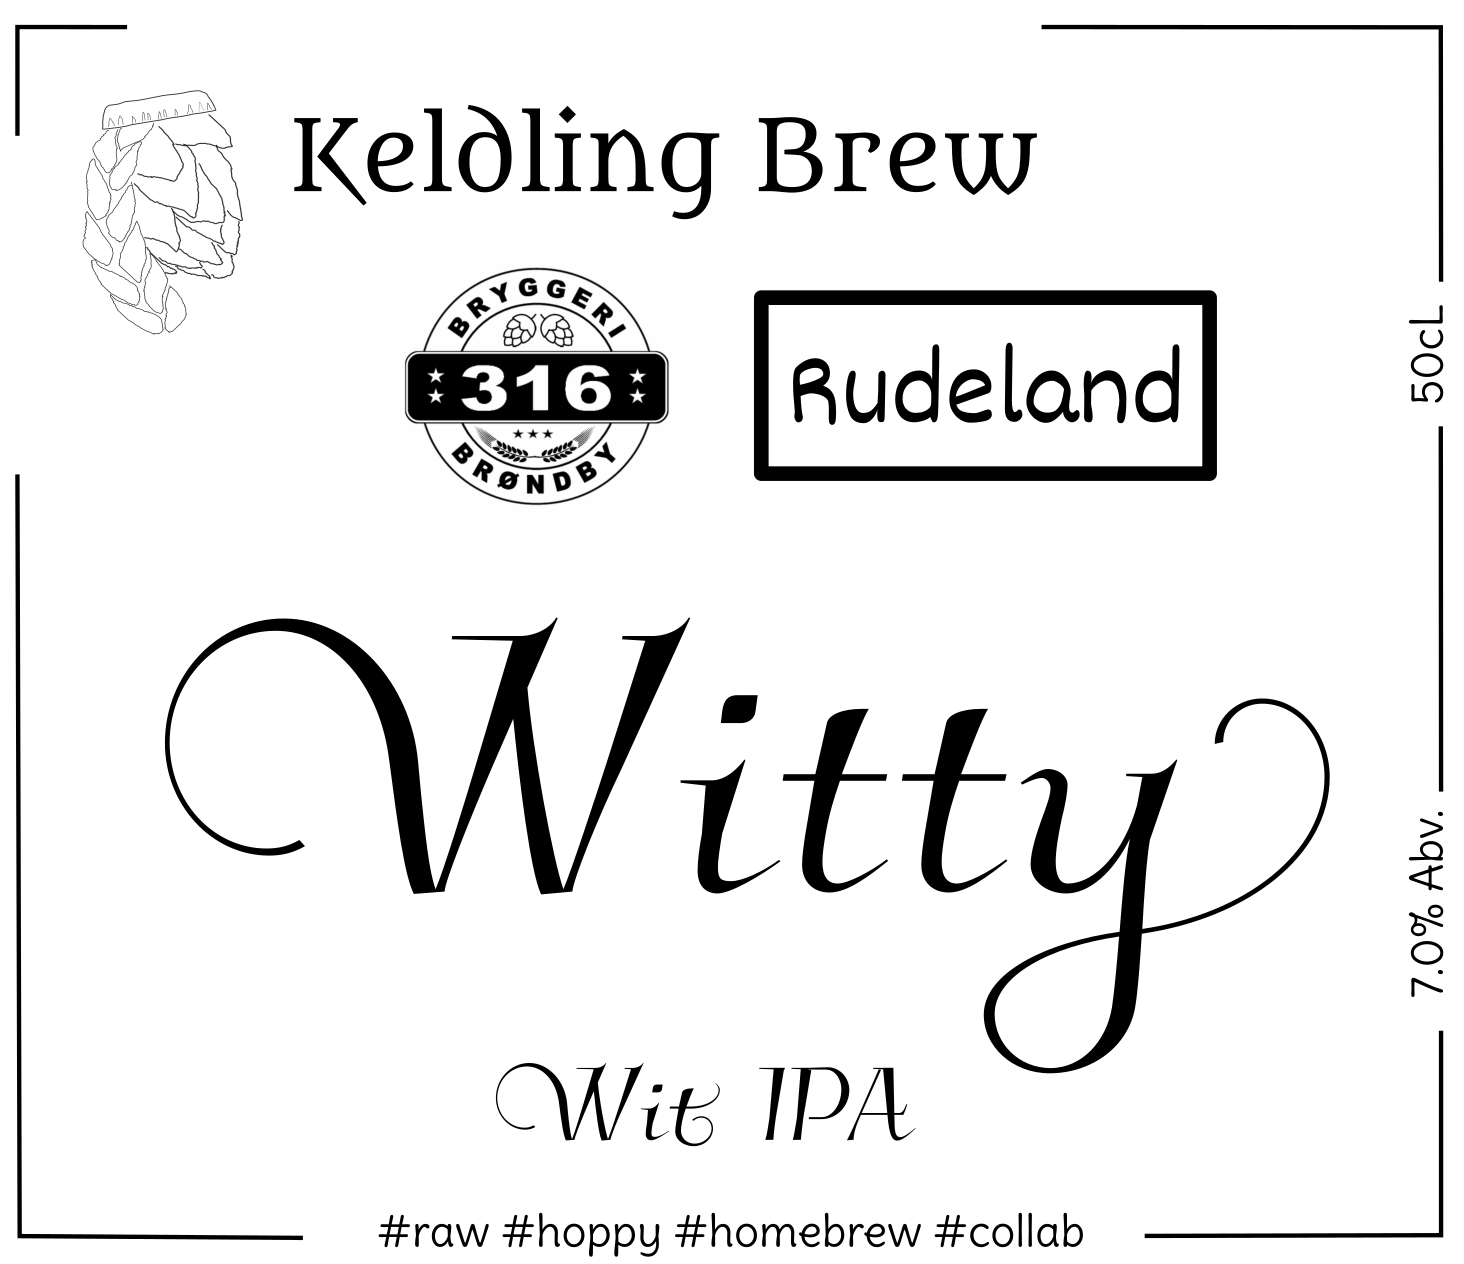 Keldling Brew
BRYGGERI
316
BRØNDBY
Rudeland
50cL
Witty
7.0% Abv.
Wit IPA
#raw #hoppy #homebrew #collab